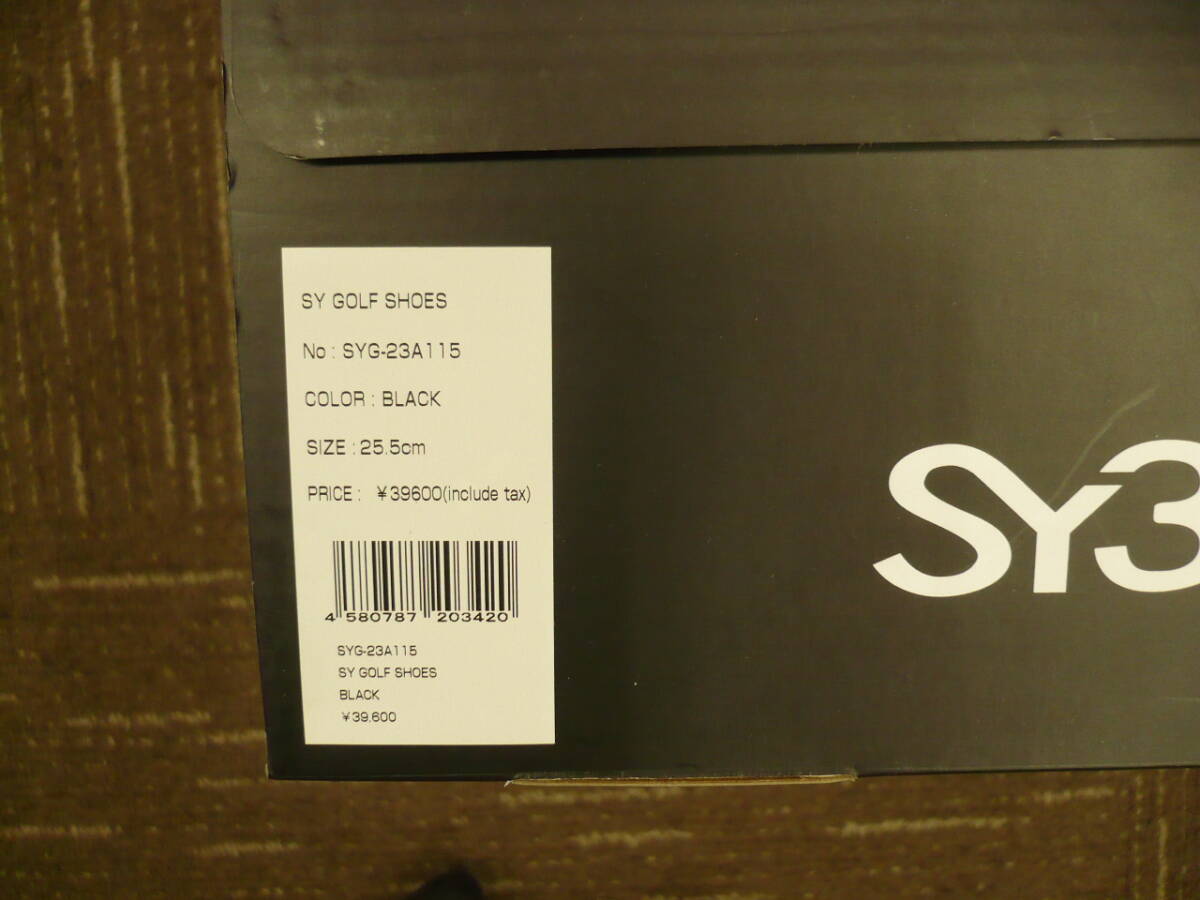 SY GOLF SHOES
No : SYG-23A115
COLOR : BLACK
SIZE : 25.5cm
PRICE : ￥39600(include tax)
4 580787 203420
SYG-23A115
SY GOLF SHOES
BLACK
￥39,600
SY3